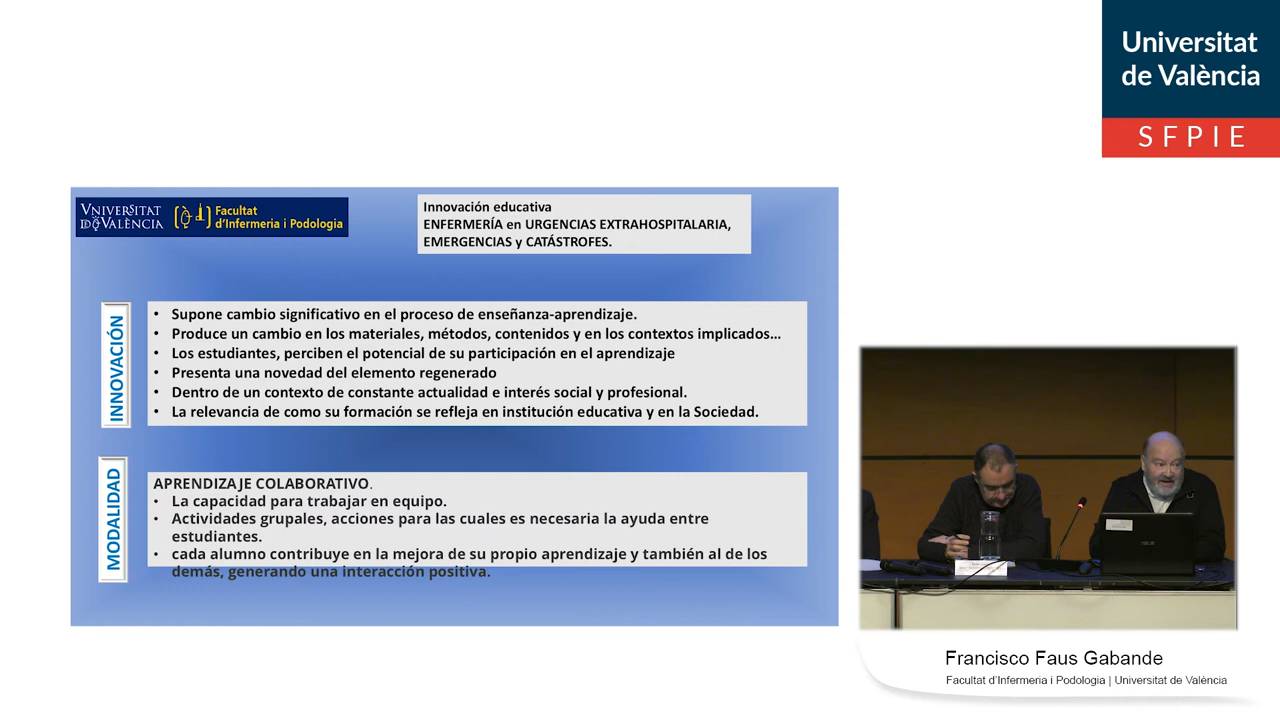 Universitat
de València
SFPIE
VNIVERSITAT
DE VALÈNCIA
Facultat
d'Infermeria i Podologia
Innovación educativa
ENFERMERÍA en URGENCIAS EXTRAHOSPITALARIA,
EMERGENCIAS y CATÁSTROFES.
INNOVACIÓN
• Supone cambio significativo en el proceso de enseñanza-aprendizaje.
• Produce un cambio en los materiales, métodos, contenidos y en los contextos implicados…
• Los estudiantes, perciben el potencial de su participación en el aprendizaje
• Presenta una novedad del elemento regenerado
• Dentro de un contexto de constante actualidad e interés social y profesional.
• La relevancia de como su formación se refleja en institución educativa y en la Sociedad.
MODALIDAD
APRENDIZAJE COLABORATIVO.
• La capacidad para trabajar en equipo.
• Actividades grupales, acciones para las cuales es necesaria la ayuda entre
estudiantes.
• cada alumno contribuye en la mejora de su propio aprendizaje y también al de los
demás, generando una interacción positiva.
ASUS
Francisco Faus Gabande
Facultat d'Infermeria i Podologia | Universitat de València